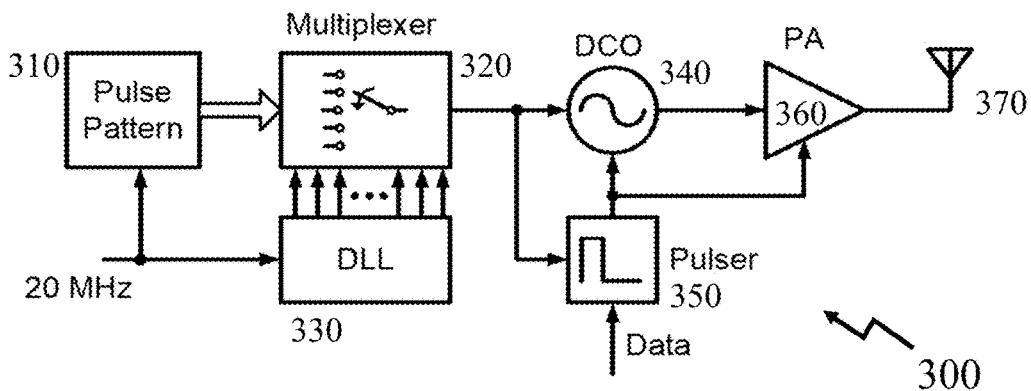 Multiplexer
DCO
PA
310
320
340
Pulse
Pattern
360
370
20 MHz
DLL
Pulser
350
330
Data
300